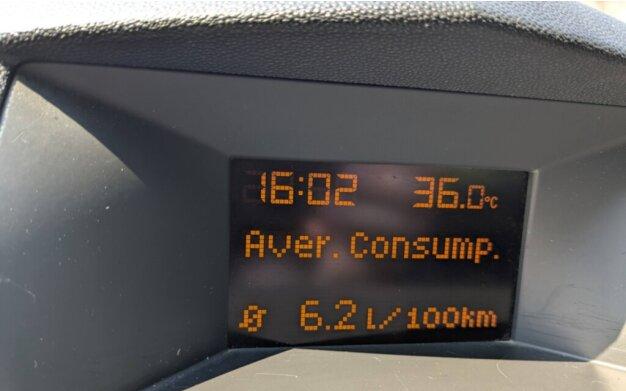 16:02 36.0°C
Aver. Consump.
Ø 6.2 l/100km